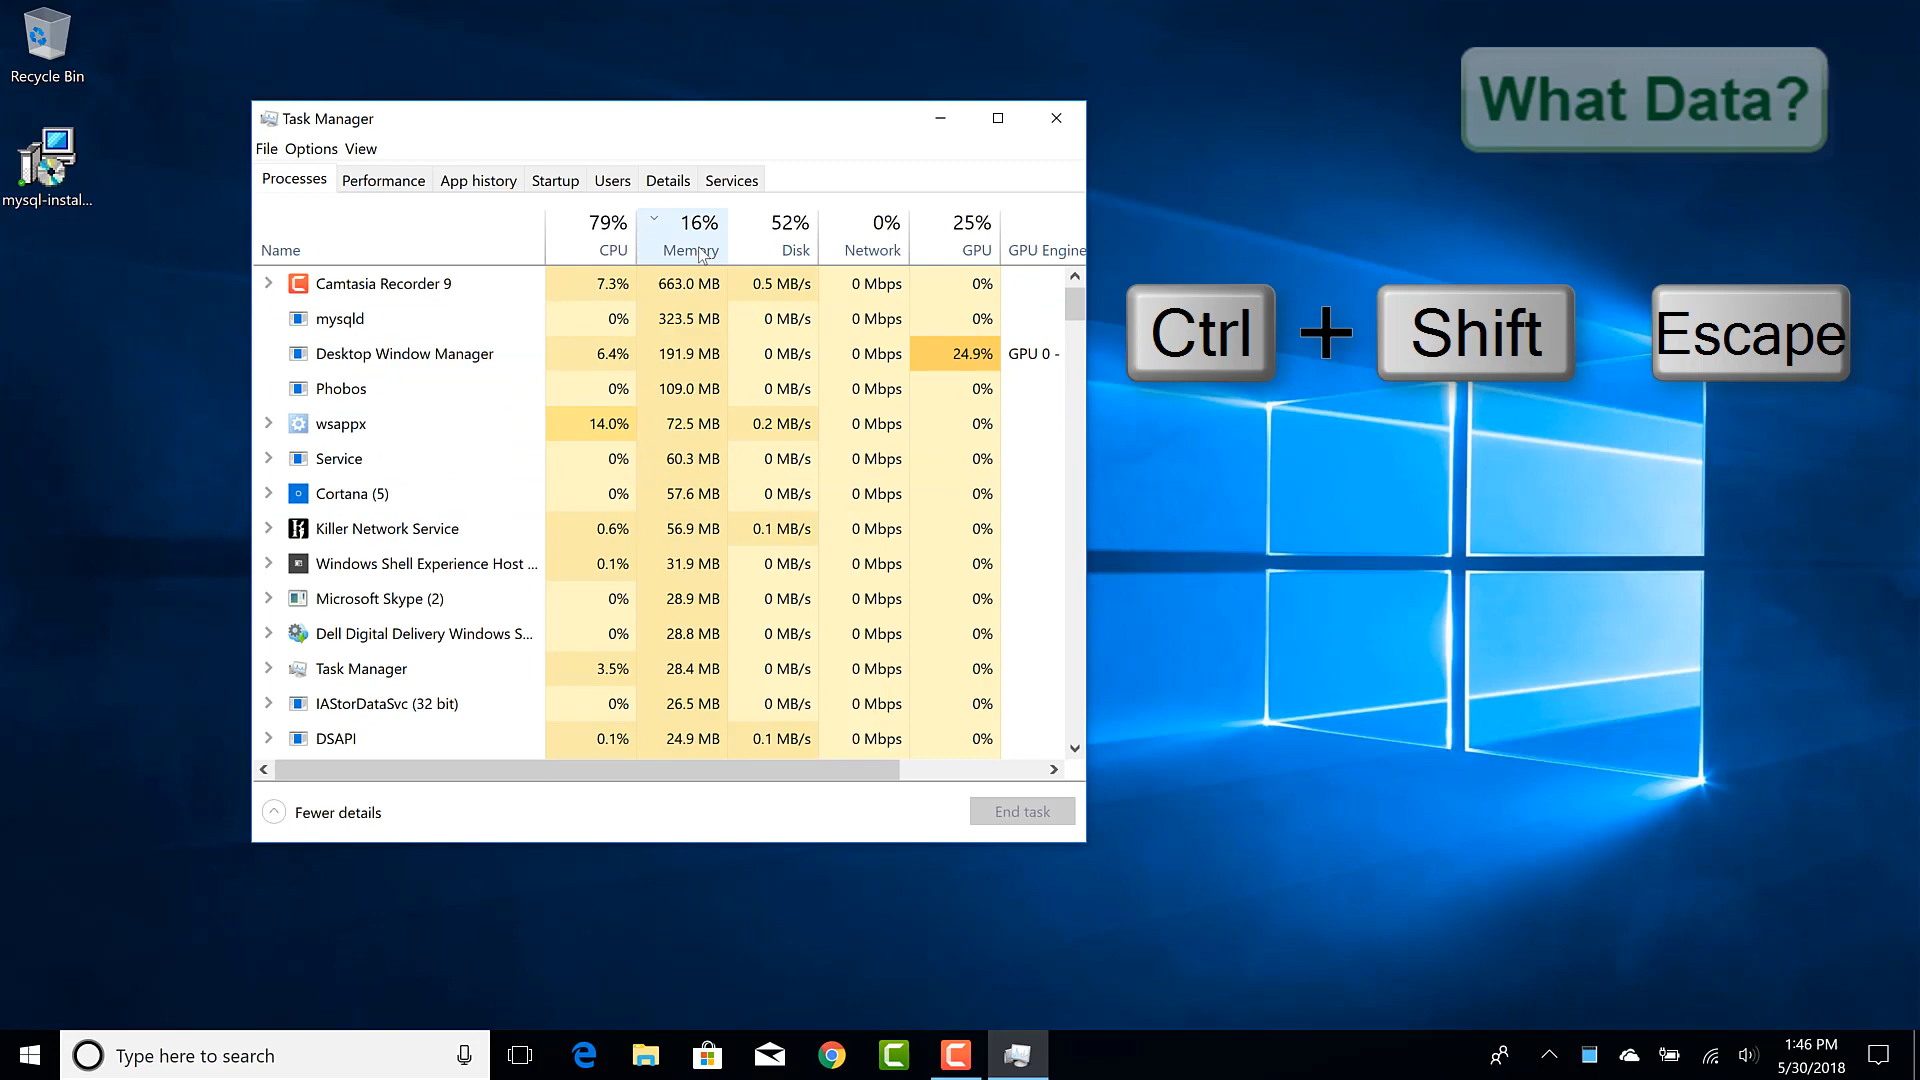 Recycle Bin
mysql-instal...
What Data?
Task Manager
File Options View
Processes Performance App history Startup Users Details Services
79% 16% 52% 0% 25%
Name CPU Memory Disk Network GPU GPU Engine
Camtasia Recorder 9 7.3% 663.0 MB 0.5 MB/s 0 Mbps 0%
mysqld 0% 323.5 MB 0 MB/s 0 Mbps 0%
Desktop Window Manager 6.4% 191.9 MB 0 MB/s 0 Mbps 24.9% GPU 0 -
Phobos 0% 109.0 MB 0 MB/s 0 Mbps 0%
wsappx 14.0% 72.5 MB 0.2 MB/s 0 Mbps 0%
Service 0% 60.3 MB 0 MB/s 0 Mbps 0%
Cortana (5) 0% 57.6 MB 0 MB/s 0 Mbps 0%
Killer Network Service 0.6% 56.9 MB 0.1 MB/s 0 Mbps 0%
Windows Shell Experience Host ... 0.1% 31.9 MB 0 MB/s 0 Mbps 0%
Microsoft Skype (2) 0% 28.9 MB 0 MB/s 0 Mbps 0%
Dell Digital Delivery Windows S... 0% 28.8 MB 0 MB/s 0 Mbps 0%
Task Manager 3.5% 28.4 MB 0 MB/s 0 Mbps 0%
IAStorDataSvc (32 bit) 0% 26.5 MB 0 MB/s 0 Mbps 0%
DSAPI 0.1% 24.9 MB 0.1 MB/s 0 Mbps 0%
Fewer details End task
Ctrl + Shift Escape
Type here to search
1:46 PM
5/30/2018